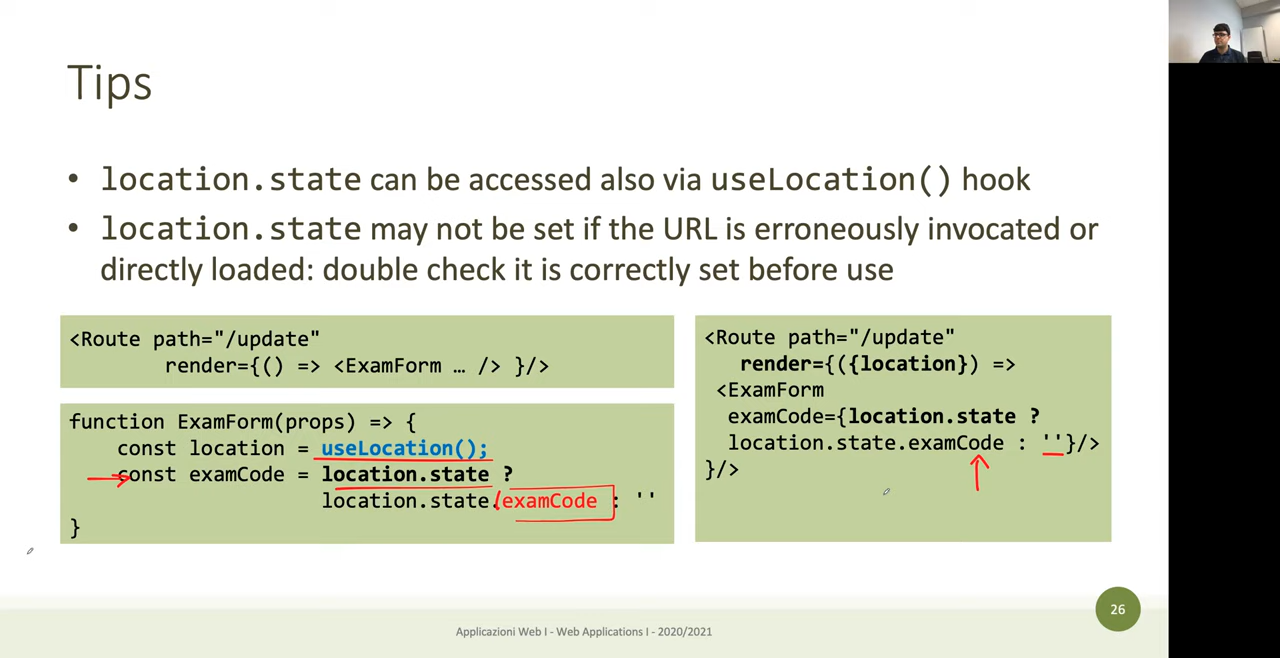 Tips
• location.state can be accessed also via useLocation() hook
• location.state may not be set if the URL is erroneously invocated or
directly loaded: double check it is correctly set before use
<Route path="/update"
render={() => <ExamForm … /> }/>
function ExamForm(props) => {
const location = useLocation();
const examCode = location.state ?
location.state.examCode : ''
}
<Route path="/update"
render={({location}) =>
<ExamForm
examCode={location.state ?
location.state.examCode : ''}/>
}/>
26
Applicazioni Web I - Web Applications I - 2020/2021